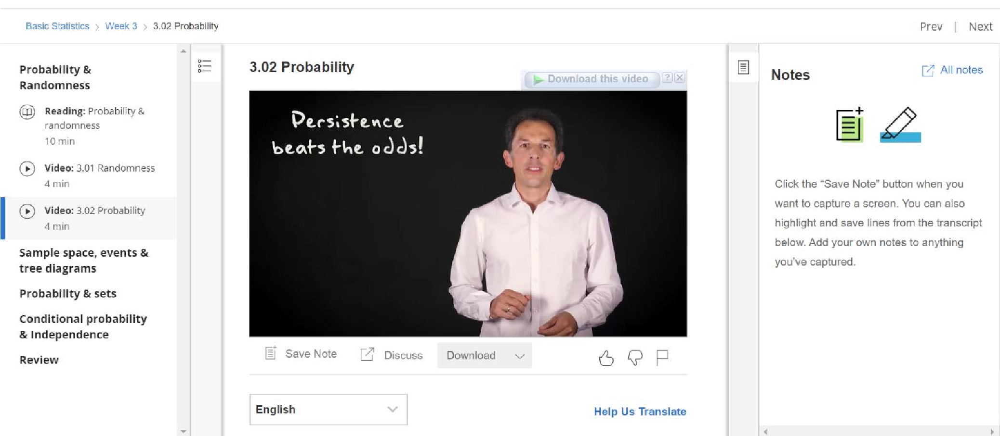 Basic Statistics > Week 3 > 3.02 Probability
Prev | Next
Probability &
Randomness
Reading: Probability &
randomness
10 min
Video: 3.01 Randomness
4 min
Video: 3.02 Probability
4 min
Sample space, events &
tree diagrams
Probability & sets
Conditional probability
& Independence
Review
3.02 Probability
Download this video ? X
Persistence
beats the odds!
Save Note
Discuss
Download
English
Help Us Translate
Notes
All notes
Click the “Save Note” button when you
want to capture a screen. You can also
highlight and save lines from the transcript
below. Add your own notes to anything
you've captured.